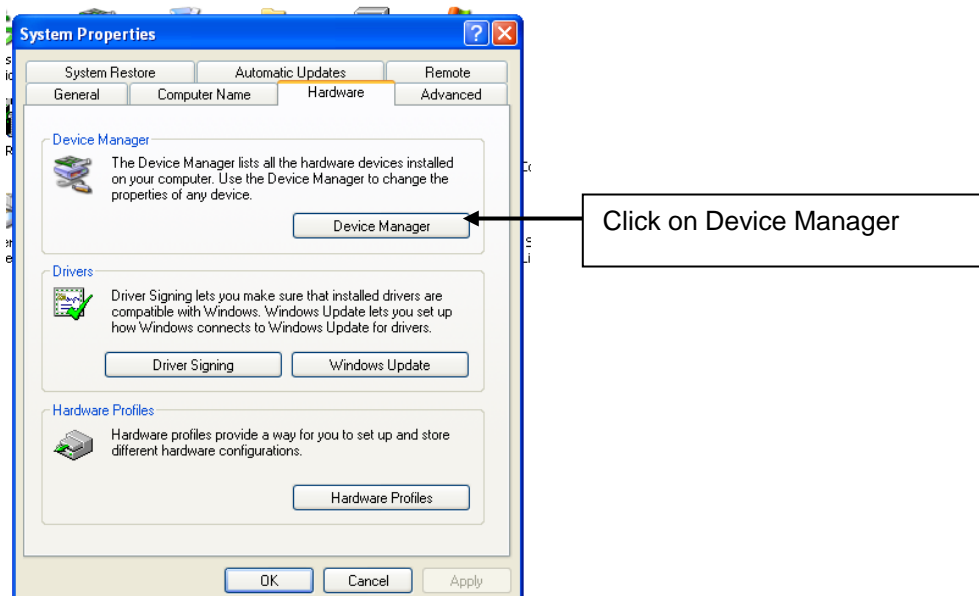 System Properties
System Restore Automatic Updates Remote
General Computer Name Hardware Advanced
Device Manager
The Device Manager lists all the hardware devices installed
on your computer. Use the Device Manager to change the
properties of any device.
Device Manager
Click on Device Manager
Drivers
Driver Signing lets you make sure that installed drivers are
compatible with Windows. Windows Update lets you set up
how Windows connects to Windows Update for drivers.
Driver Signing Windows Update
Hardware Profiles
Hardware profiles provide a way for you to set up and store
different hardware configurations.
Hardware Profiles
OK Cancel Apply